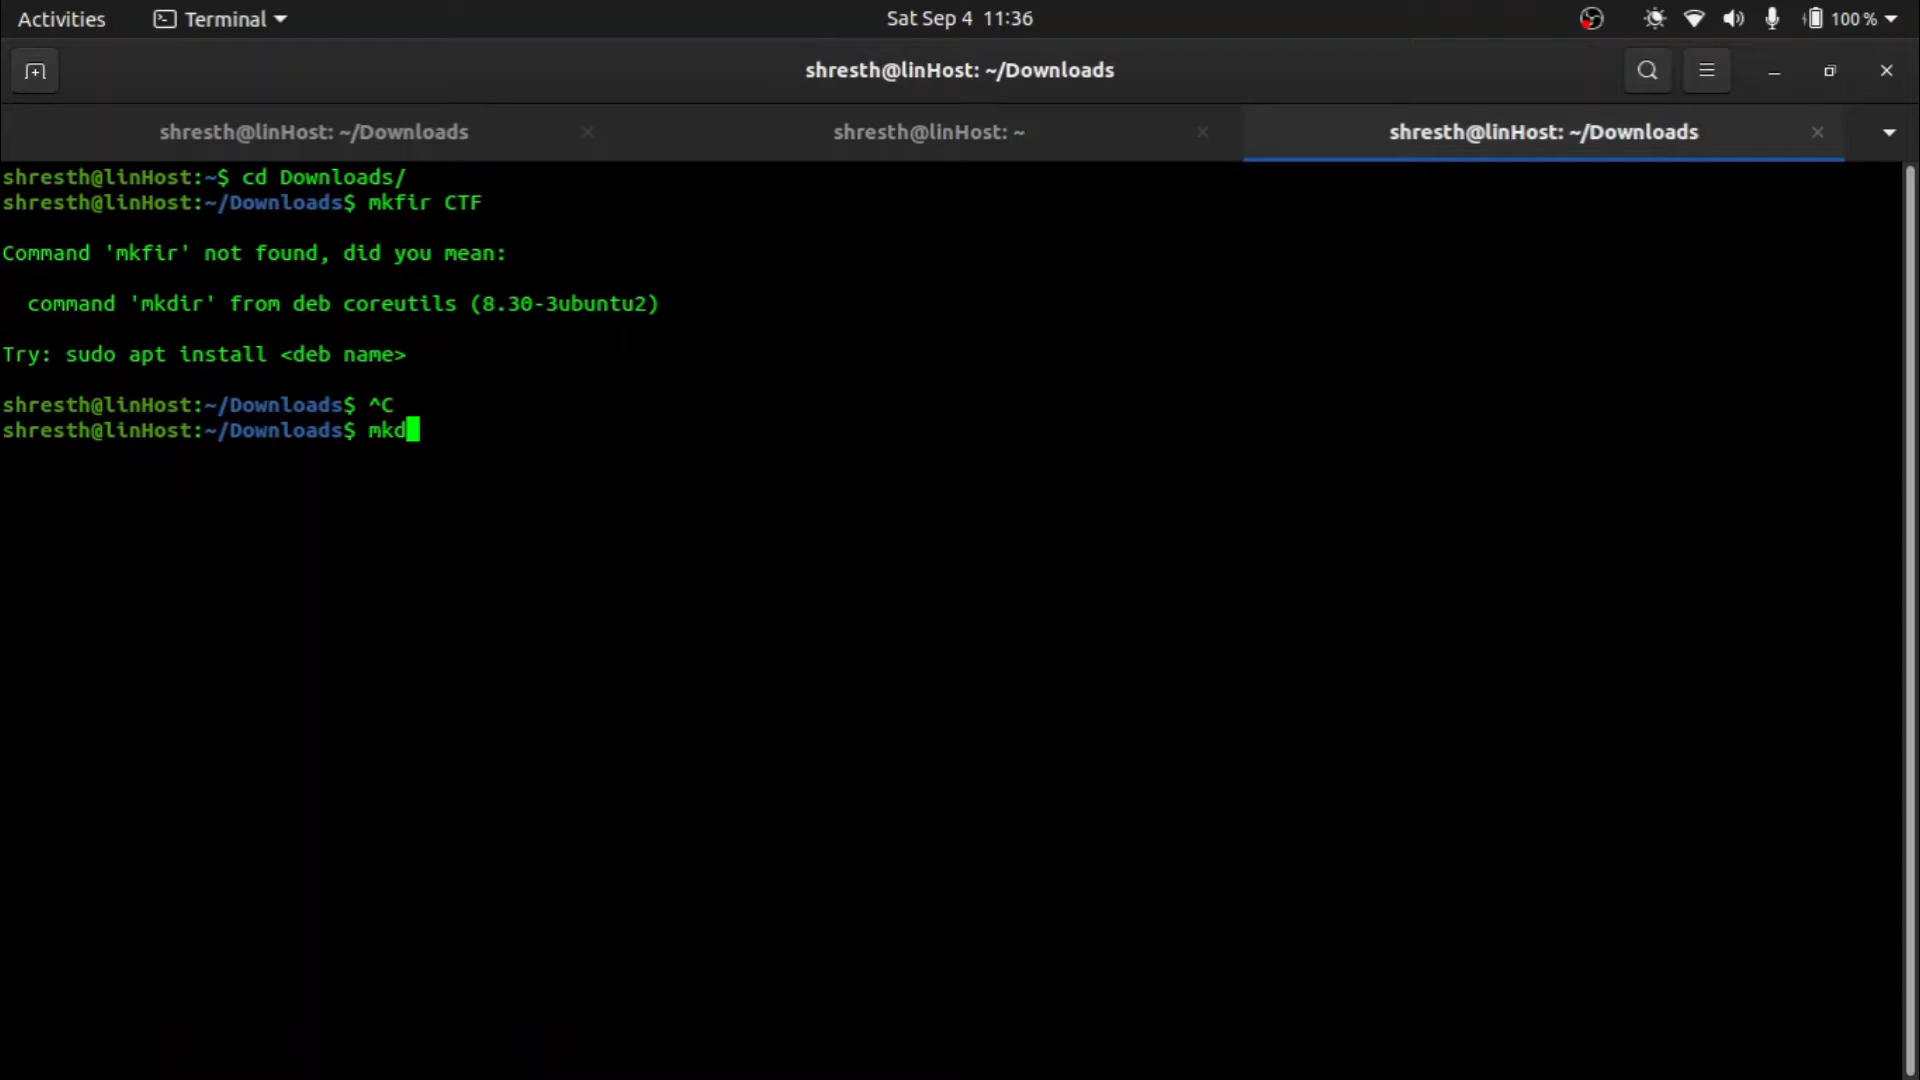 Activities Terminal Sat Sep 4 11:36 100 %
shresth@linHost: ~/Downloads
shresth@linHost: ~/Downloads shresth@linHost: ~ shresth@linHost: ~/Downloads
shresth@linHost:~$ cd Downloads/
shresth@linHost:~/Downloads$ mkfir CTF
Command 'mkfir' not found, did you mean:
command 'mkdir' from deb coreutils (8.30-3ubuntu2)
Try: sudo apt install <deb name>
shresth@linHost:~/Downloads$ ^C
shresth@linHost:~/Downloads$ mkd